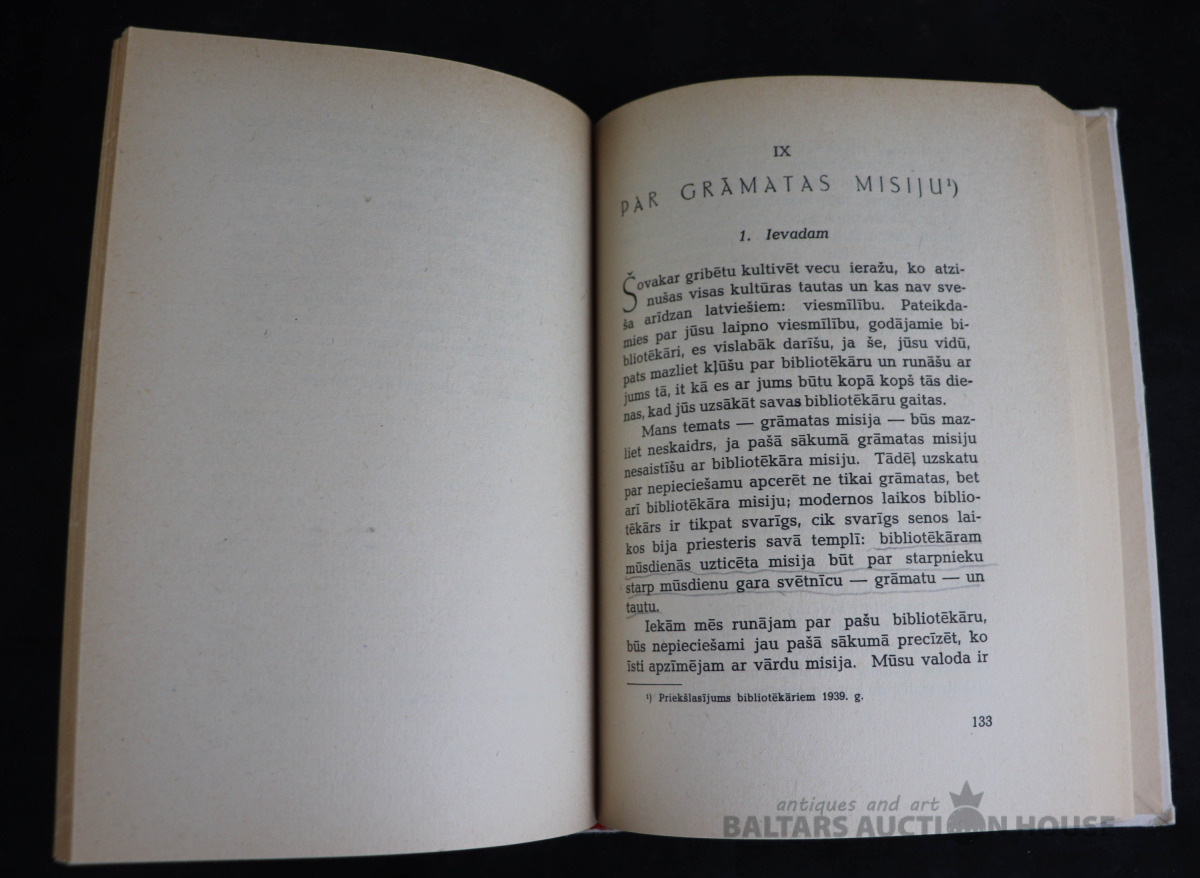 IX
PAR GRĀMATAS MISIJU¹)
1. Ievadam
Šovakar gribētu kultivēt vecu ieražu, ko atzi-
nušas visas kultūras tautas un kas nav sve-
ša arīdzan latviešiem: viesmīlību. Pateikda-
mies par jūsu laipno viesmīlību, godājamie bi-
bliotēkāri, es vislabāk darīšu, ja še, jūsu vidū,
pats mazliet kļūšu par bibliotēkāru un runāšu ar
jums tā, it kā es ar jums būtu kopā kopš tās die-
nas, kad jūs uzsākāt savas bibliotēkāru gaitas.
Mans temats — grāmatas misija — būs maz-
liet neskaidrs, ja pašā sākumā grāmatas misiju
nesaistīšu ar bibliotēkāra misiju. Tādēļ uzskatu
par nepieciešamu apcerēt ne tikai grāmatas, bet
arī bibliotēkāra misiju; modernos laikos biblio-
tēkārs ir tikpat svarīgs, cik svarīgs senos lai-
kos bija priesteris savā templī: bibliotēkāram
mūsdienās uzticēta misija būt par starpnieku
starp mūsdienu gara svētnīcu — grāmatu — un
tautu.
Iekām mēs runājam par pašu bibliotēkāru,
būs nepieciešami jau pašā sākumā precīzēt, ko
īsti apzīmējam ar vārdu misija. Mūsu valoda ir
¹) Priekšlasījums bibliotēkāriem 1939. g.
133
antiques and art
BALTARS AUCTION HOUSE